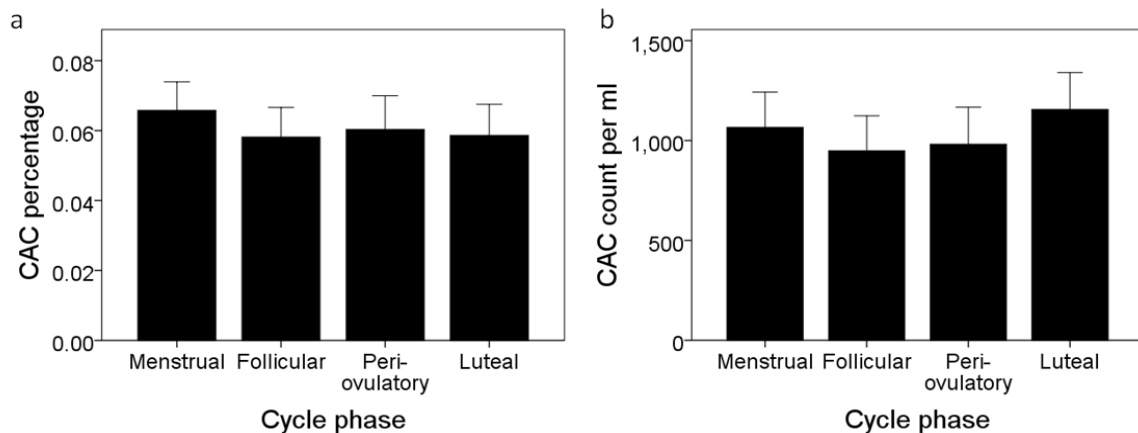 a
CAC percentage
0.08
0.06
0.04
0.02
0.00
Menstrual
Follicular
Peri-
ovulatory
Luteal
Cycle phase
b
CAC count per ml
1,500
1,000
500
0
Menstrual
Follicular
Peri-
ovulatory
Luteal
Cycle phase